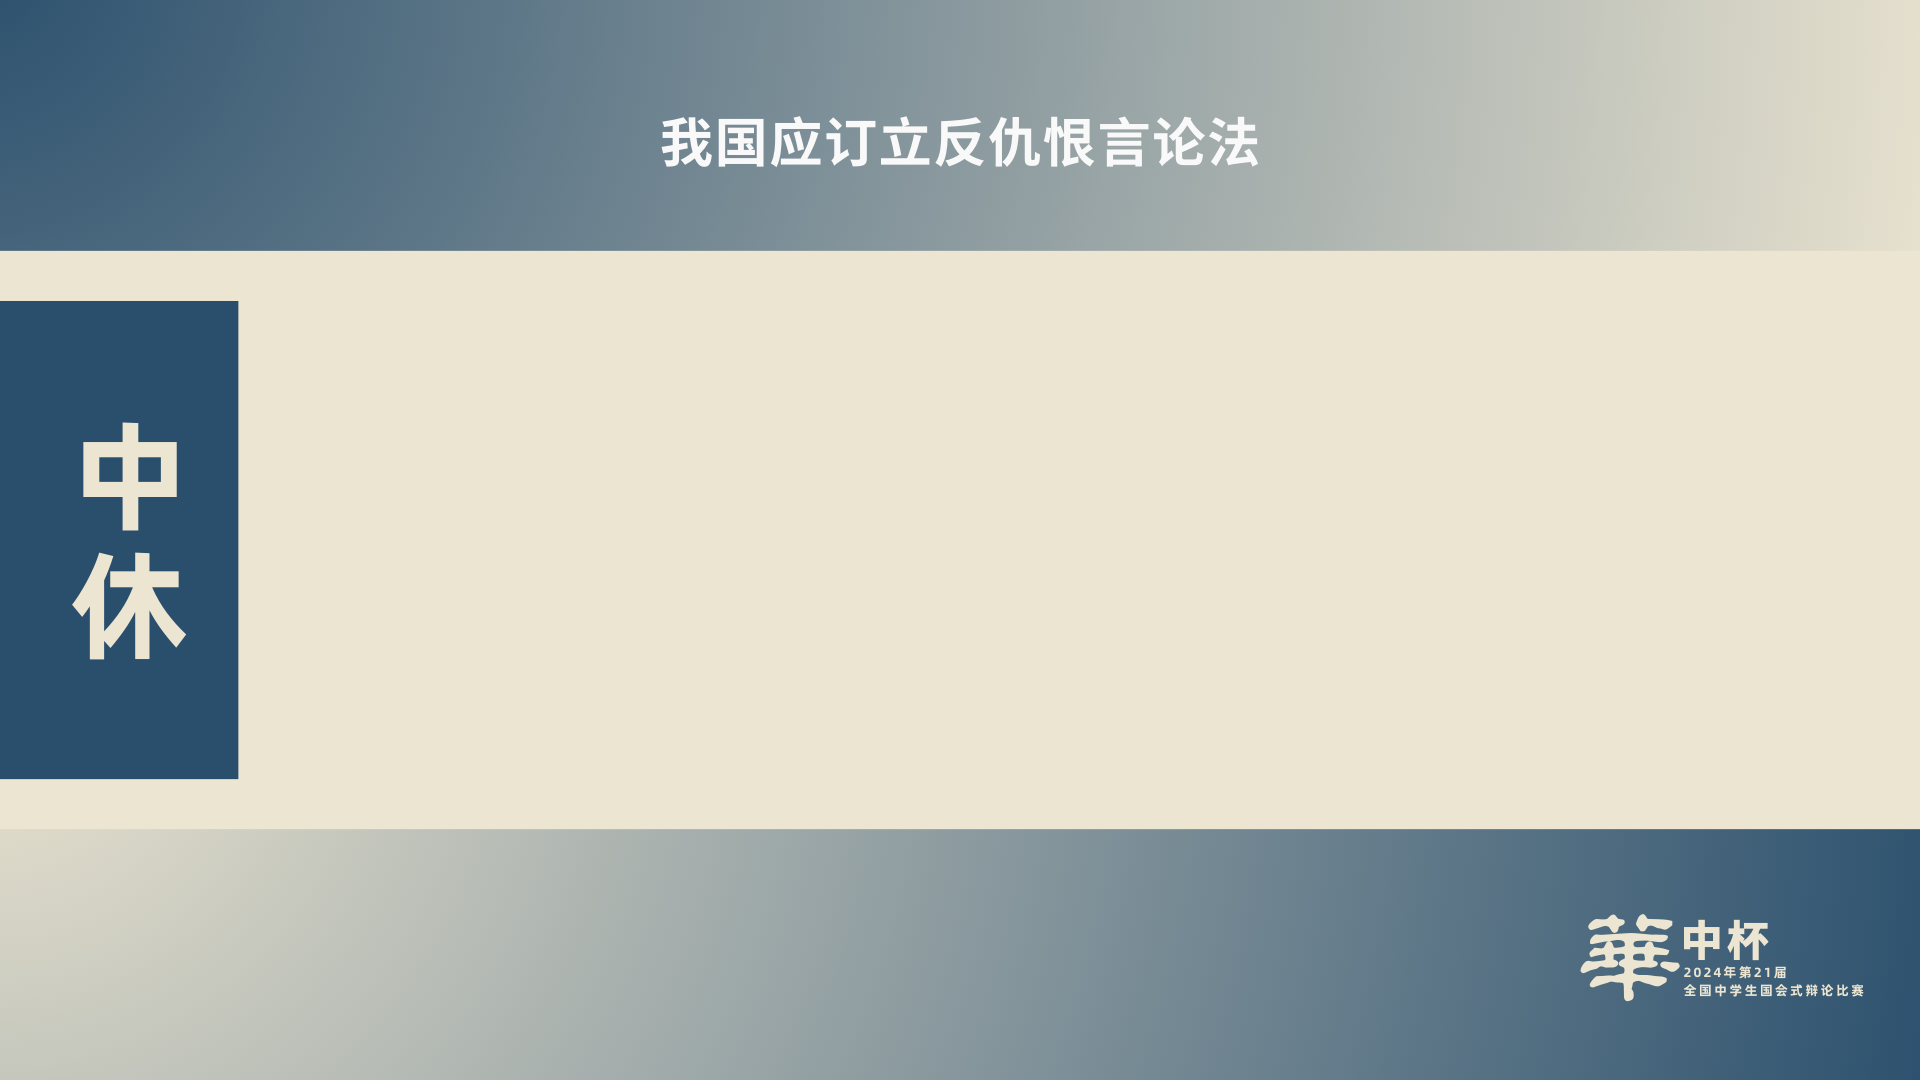 我国应订立反仇恨言论法
中休
華中杯
2024年第21届
全国中学生国会式辩论比赛